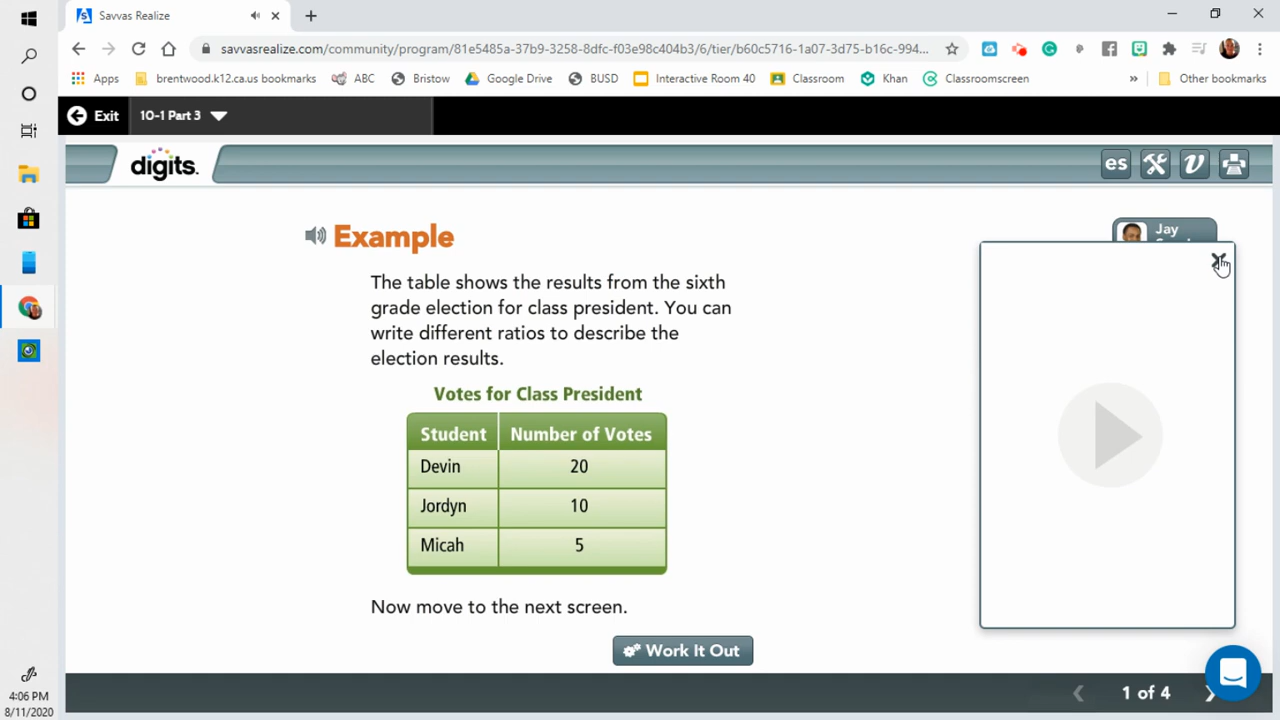 Savvas Realize
savvasrealize.com/community/program/81e5485a-37b9-3258-8dfc-f03e98c404b3/6/tier/b60c5716-1a07-3d75-b16c-994...
Apps
brentwood.k12.ca.us bookmarks
ABC
Bristow
Google Drive
BUSD
Interactive Room 40
Classroom
Khan
Classroomscreen
»
Other bookmarks
Exit
10-1 Part 3
digits.
es
Example
Jay
The table shows the results from the sixth
grade election for class president. You can
write different ratios to describe the
election results.
Votes for Class President
Student Number of Votes
Devin 20
Jordyn 10
Micah 5
Now move to the next screen.
Work It Out
1 of 4
4:06 PM
8/11/2020